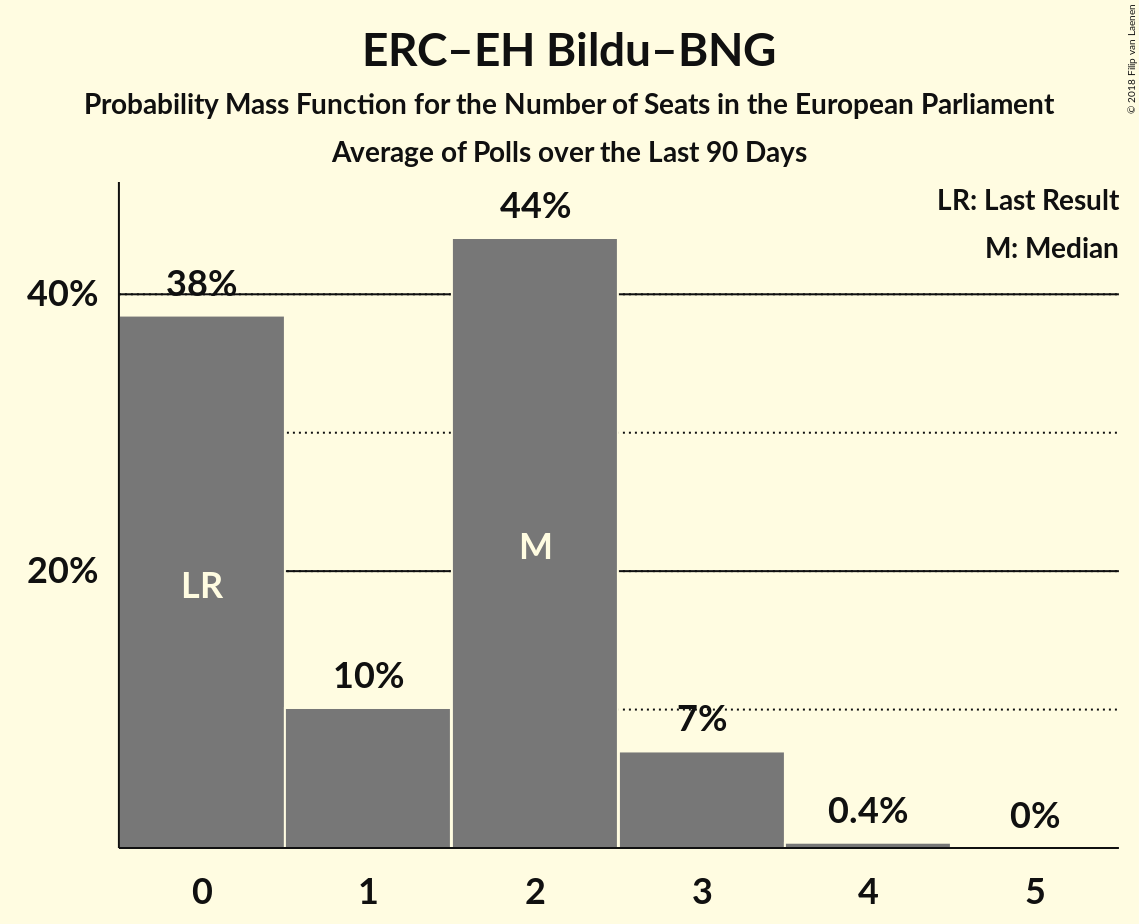 ERC–EH Bildu–BNG
Probability Mass Function for the Number of Seats in the European Parliament
Average of Polls over the Last 90 Days
© 2018 Filip van Laenen
LR: Last Result
M: Median
40%
20%
38%
10%
44%
7%
0.4%
0%
LR
M
0 1 2 3 4 5